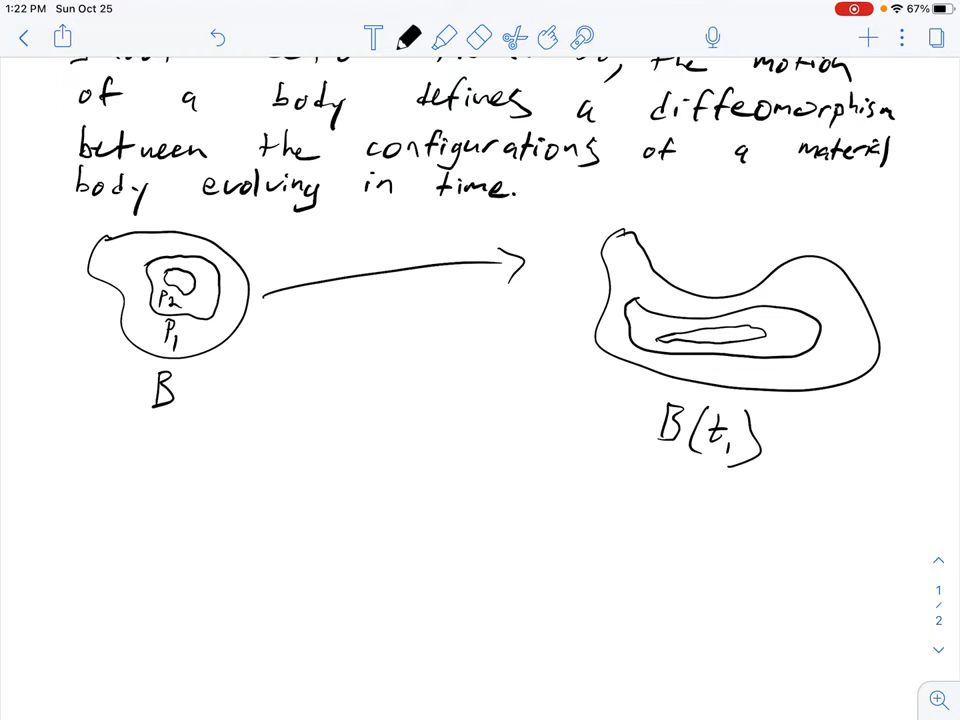 1:22 PM Sun Oct 25
67%
the motion
of a body defines a diffeomorphism
between the configurations of a material
body evolving in time.
P2
P1
B
B(t1)
1
/
2